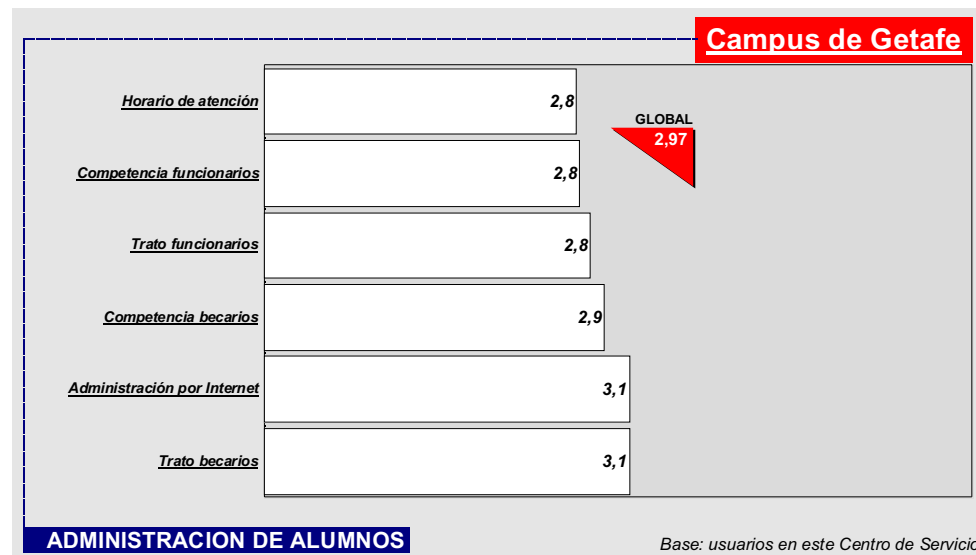 Campus de Getafe
Horario de atención 2,8
GLOBAL
2,97
Competencia funcionarios 2,8
Trato funcionarios 2,8
Competencia becarios 2,9
Administración por Internet 3,1
Trato becarios 3,1
ADMINISTRACION DE ALUMNOS
Base: usuarios en este Centro de Servicio